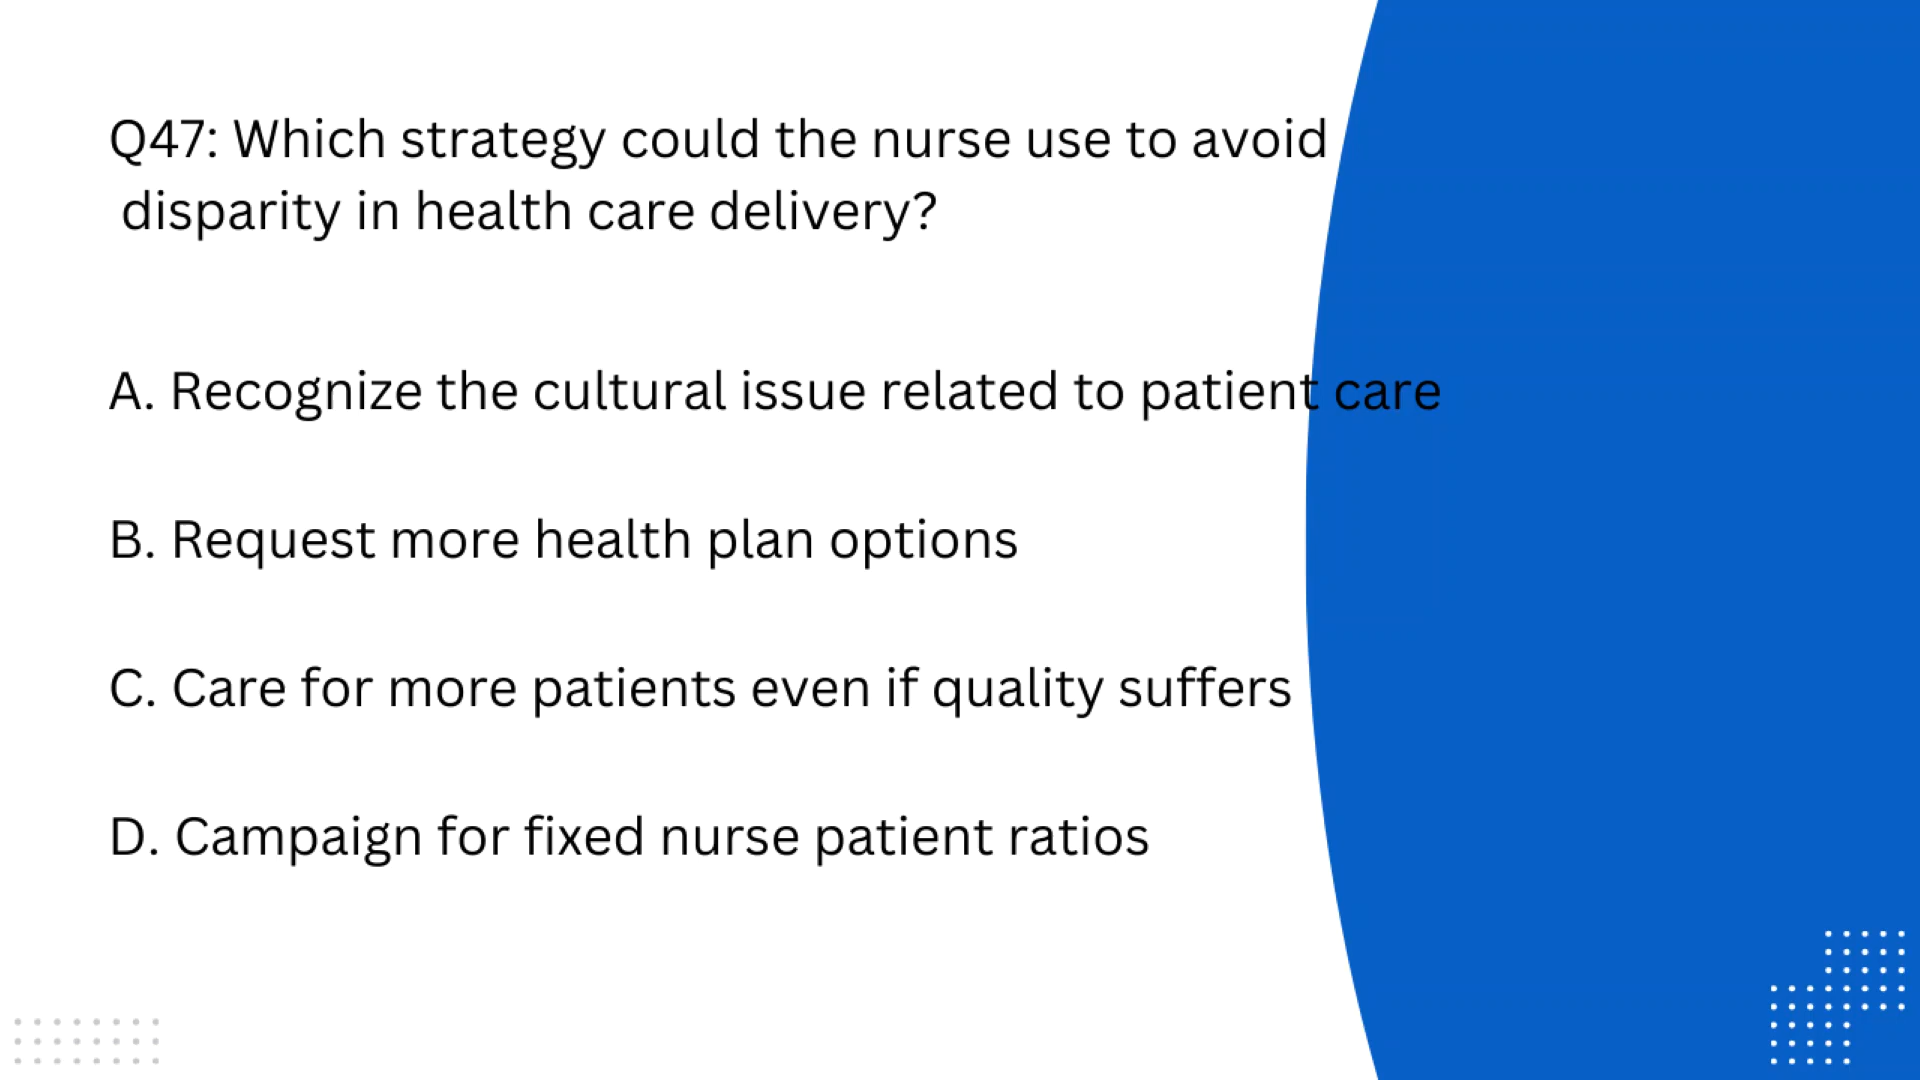 Q47: Which strategy could the nurse use to avoid
disparity in health care delivery?
A. Recognize the cultural issue related to patient care
B. Request more health plan options
C. Care for more patients even if quality suffers
D. Campaign for fixed nurse patient ratios